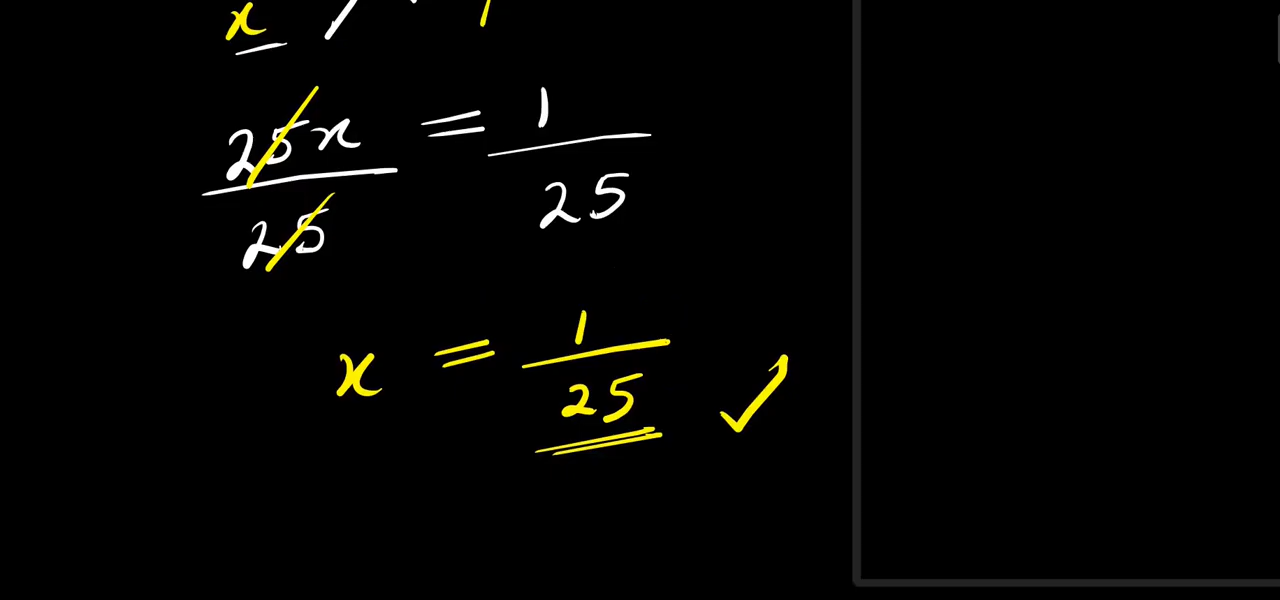 x
25x/25 = 1/25
x = 1/25 ✓